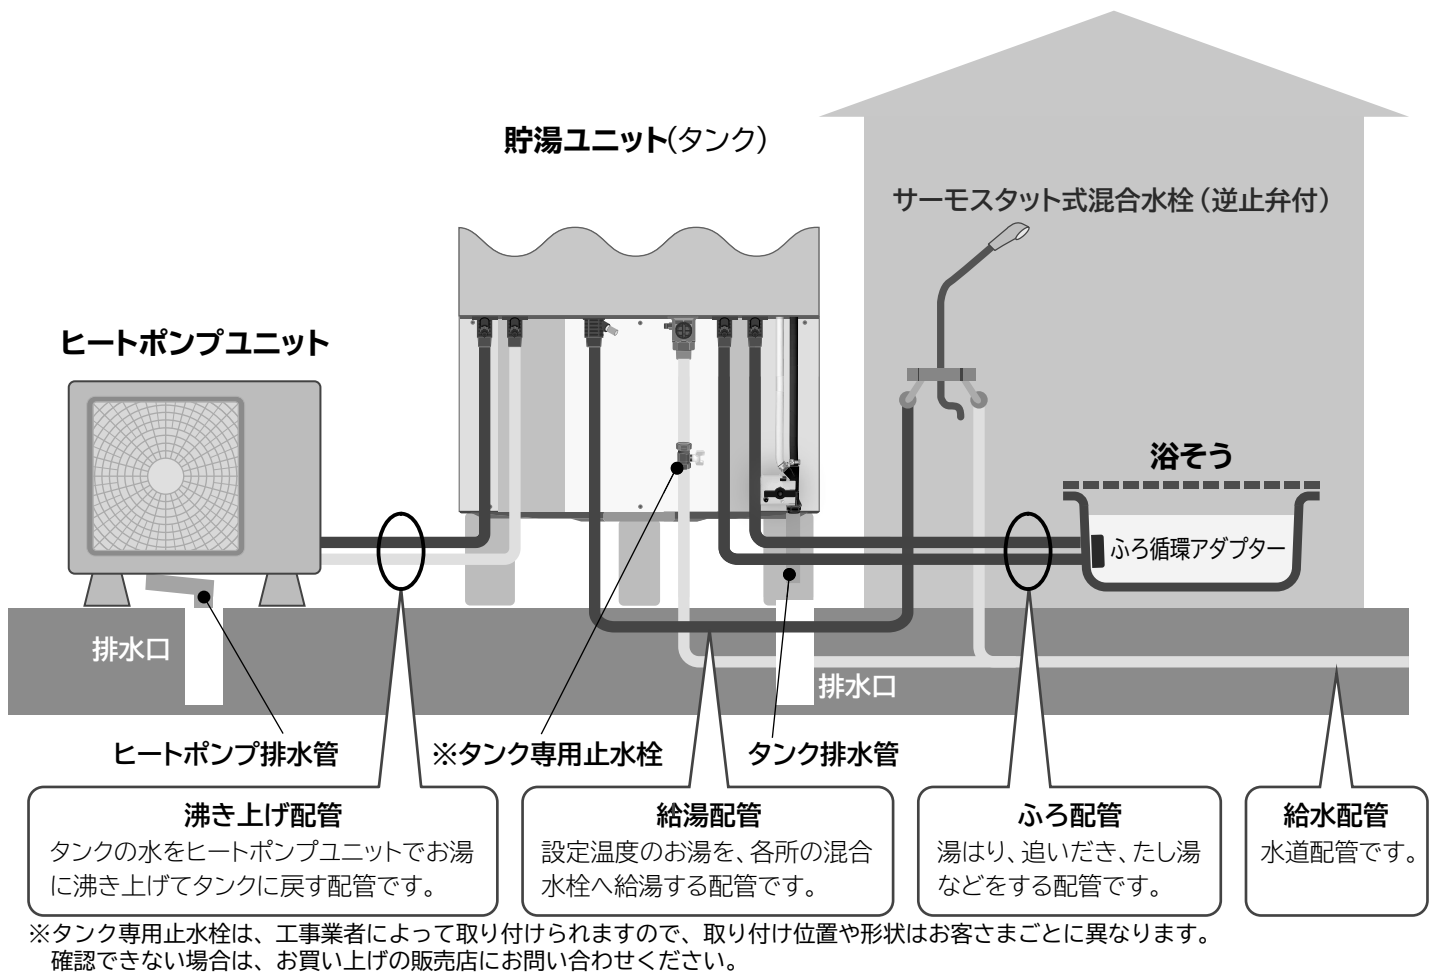 貯湯ユニット(タンク)
サーモスタット式混合水栓（逆止弁付）
ヒートポンプユニット
浴そう
ふろ循環アダプター
排水口
排水口
ヒートポンプ排水管
※タンク専用止水栓
タンク排水管
沸き上げ配管
タンクの水をヒートポンプユニットでお湯
に沸き上げてタンクに戻す配管です。
給湯配管
設定温度のお湯を、各所の混合
水栓へ給湯する配管です。
ふろ配管
湯はり、追いだき、たし湯
などをする配管です。
給水配管
水道配管です。
※タンク専用止水栓は、工事業者によって取り付けられますので、取り付け位置や形状はお客さまごとに異なります。
確認できない場合は、お買い上げの販売店にお問い合わせください。